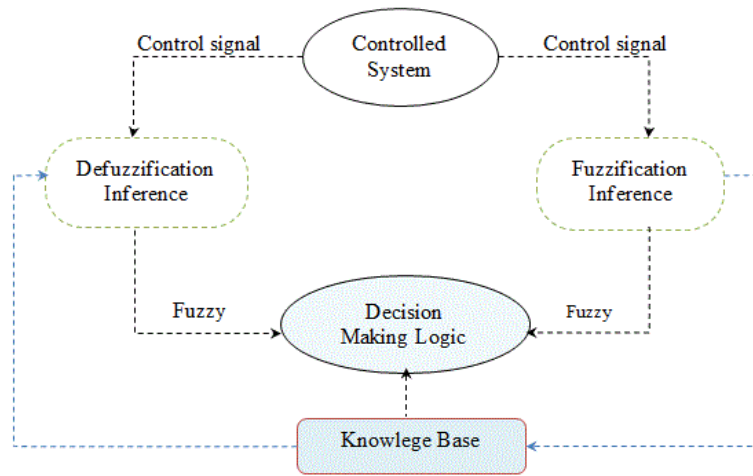 Control signal
Controlled
System
Control signal
Defuzzification
Inference
Fuzzification
Inference
Fuzzy
Decision
Making Logic
Fuzzy
Knowlege Base